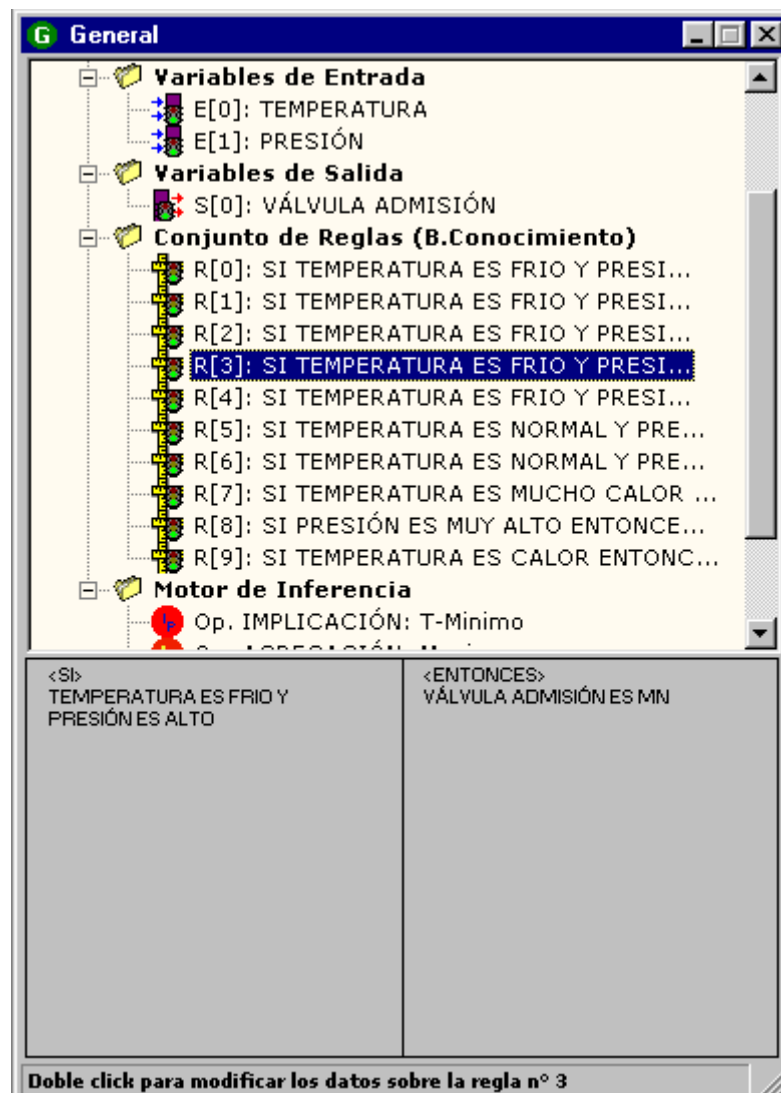 General
Variables de Entrada
E[0]: TEMPERATURA
E[1]: PRESIÓN
Variables de Salida
S[0]: VÁLVULA ADMISIÓN
Conjunto de Reglas (B.Conocimiento)
R[0]: SI TEMPERATURA ES FRIO Y PRESI...
R[1]: SI TEMPERATURA ES FRIO Y PRESI...
R[2]: SI TEMPERATURA ES FRIO Y PRESI...
R[3]: SI TEMPERATURA ES FRIO Y PRESI...
R[4]: SI TEMPERATURA ES FRIO Y PRESI...
R[5]: SI TEMPERATURA ES NORMAL Y PRE...
R[6]: SI TEMPERATURA ES NORMAL Y PRE...
R[7]: SI TEMPERATURA ES MUCHO CALOR ...
R[8]: SI PRESIÓN ES MUY ALTO ENTONCE...
R[9]: SI TEMPERATURA ES CALOR ENTONC...
Motor de Inferencia
Op. IMPLICACIÓN: T-Minimo
<SI>
TEMPERATURA ES FRIO Y
PRESIÓN ES ALTO
<ENTONCES>
VÁLVULA ADMISIÓN ES MN
Doble click para modificar los datos sobre la regla nº 3